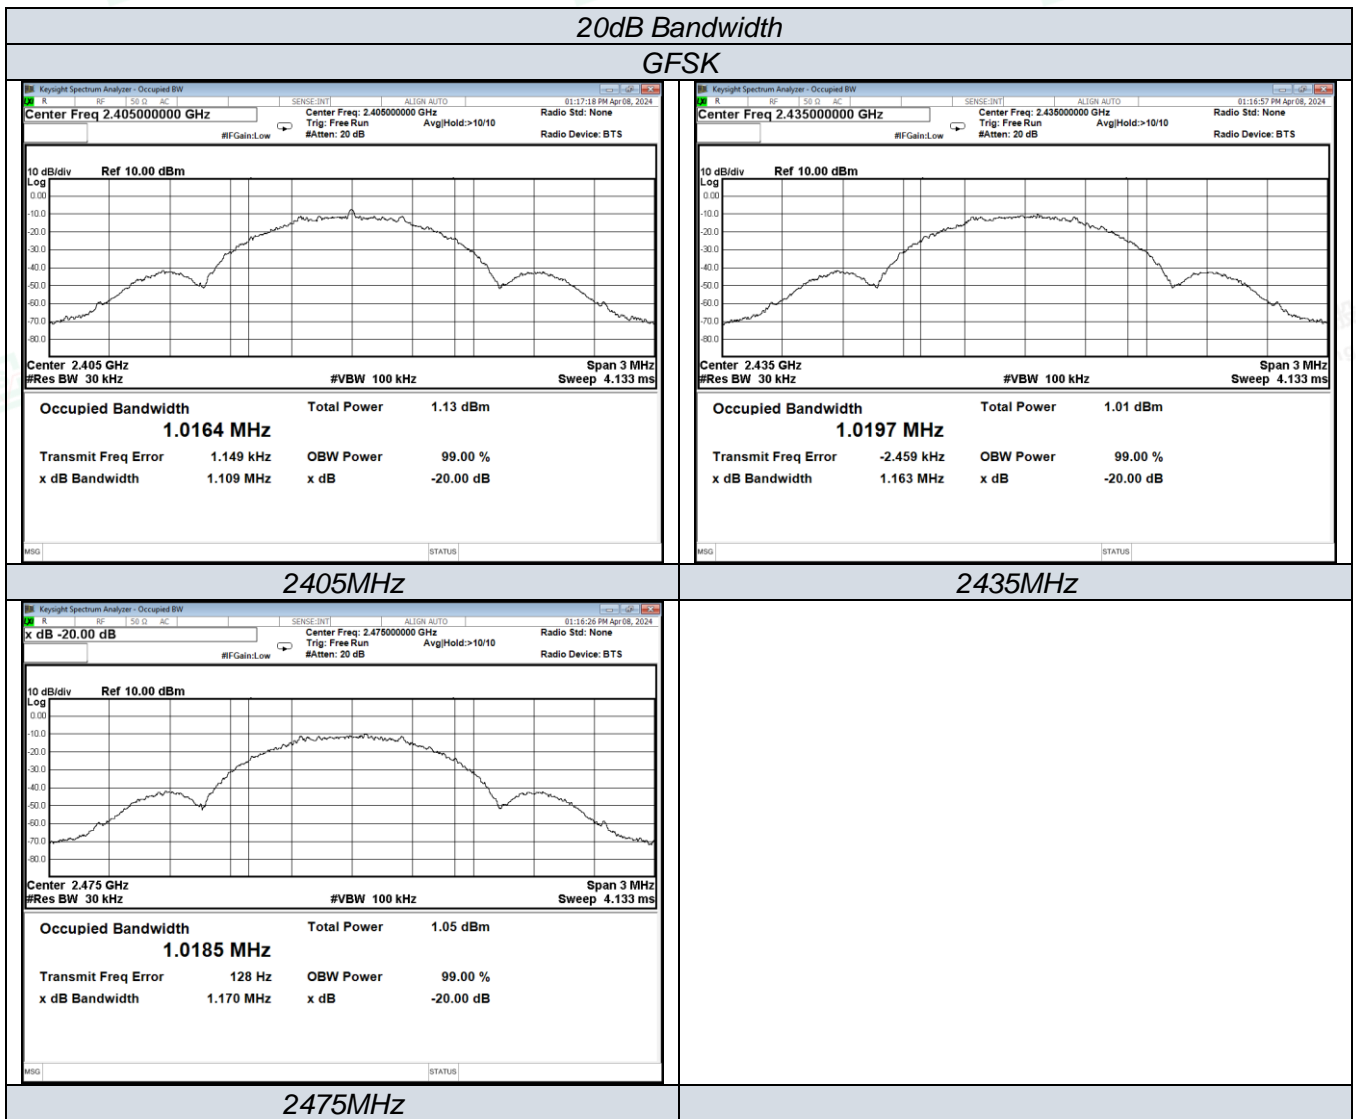 20dB Bandwidth
GFSK
Keysight Spectrum Analyzer - Occupied BW
R RF 50 Ω AC SENSE:INT ALIGN AUTO 01:17:18 PM Apr 08, 2024
Center Freq 2.405000000 GHz Center Freq: 2.405000000 GHz Radio Std: None
Trig: Free Run Avg|Hold:>10/10
#IFGain:Low #Atten: 20 dB Radio Device: BTS
10 dB/div Ref 10.00 dBm
Log
0.00
-10.0
-20.0
-30.0
-40.0
-50.0
-60.0
-70.0
-80.0
Center 2.405 GHz Span 3 MHz
#Res BW 30 kHz #VBW 100 kHz Sweep 4.133 ms
Occupied Bandwidth Total Power 1.13 dBm
1.0164 MHz
Transmit Freq Error 1.149 kHz OBW Power 99.00 %
x dB Bandwidth 1.109 MHz x dB -20.00 dB
MSG STATUS
2405MHz
Keysight Spectrum Analyzer - Occupied BW
R RF 50 Ω AC SENSE:INT ALIGN AUTO 01:16:57 PM Apr 08, 2024
Center Freq 2.435000000 GHz Center Freq: 2.435000000 GHz Radio Std: None
Trig: Free Run Avg|Hold:>10/10
#IFGain:Low #Atten: 20 dB Radio Device: BTS
10 dB/div Ref 10.00 dBm
Log
0.00
-10.0
-20.0
-30.0
-40.0
-50.0
-60.0
-70.0
-80.0
Center 2.435 GHz Span 3 MHz
#Res BW 30 kHz #VBW 100 kHz Sweep 4.133 ms
Occupied Bandwidth Total Power 1.01 dBm
1.0197 MHz
Transmit Freq Error -2.459 kHz OBW Power 99.00 %
x dB Bandwidth 1.163 MHz x dB -20.00 dB
MSG STATUS
2435MHz
Keysight Spectrum Analyzer - Occupied BW
R RF 50 Ω AC SENSE:INT ALIGN AUTO 01:16:26 PM Apr 08, 2024
x dB -20.00 dB Center Freq: 2.475000000 GHz Radio Std: None
Trig: Free Run Avg|Hold:>10/10
#IFGain:Low #Atten: 20 dB Radio Device: BTS
10 dB/div Ref 10.00 dBm
Log
0.00
-10.0
-20.0
-30.0
-40.0
-50.0
-60.0
-70.0
-80.0
Center 2.475 GHz Span 3 MHz
#Res BW 30 kHz #VBW 100 kHz Sweep 4.133 ms
Occupied Bandwidth Total Power 1.05 dBm
1.0185 MHz
Transmit Freq Error 128 Hz OBW Power 99.00 %
x dB Bandwidth 1.170 MHz x dB -20.00 dB
MSG STATUS
2475MHz